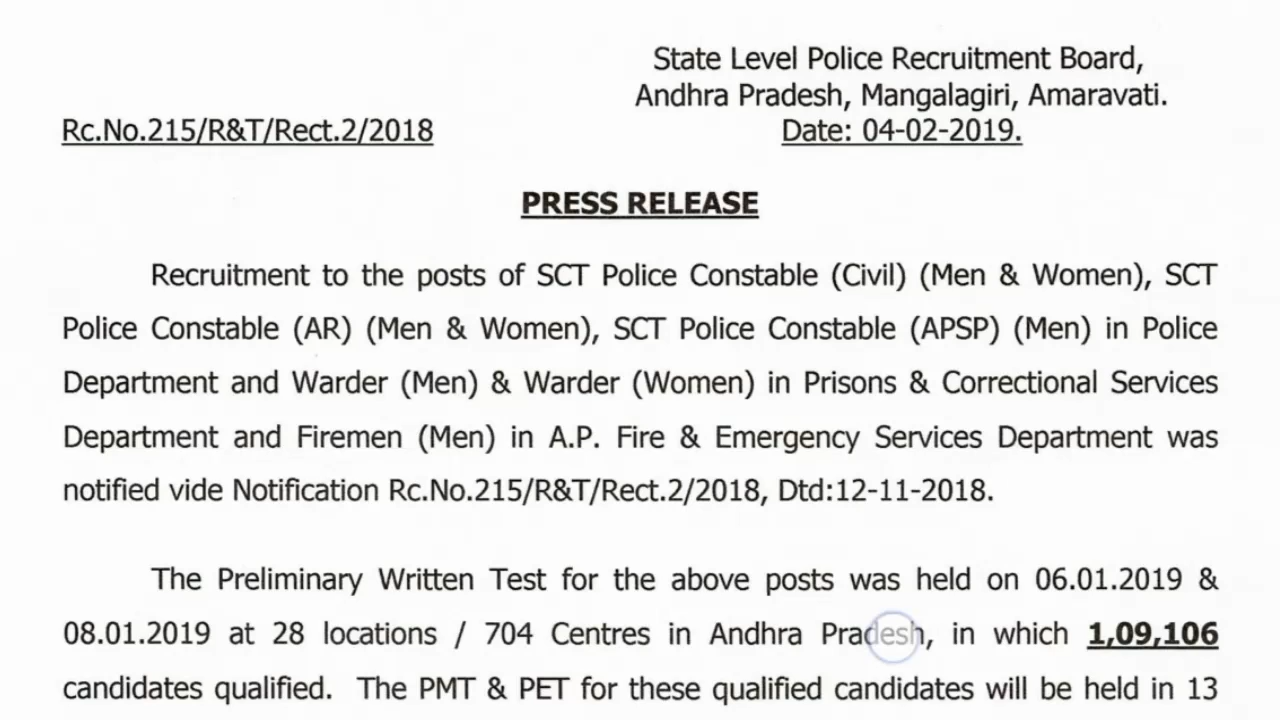 State Level Police Recruitment Board,
Andhra Pradesh, Mangalagiri, Amaravati.
Rc.No.215/R&T/Rect.2/2018
Date: 04-02-2019.
PRESS RELEASE
Recruitment to the posts of SCT Police Constable (Civil) (Men & Women), SCT
Police Constable (AR) (Men & Women), SCT Police Constable (APSP) (Men) in Police
Department and Warder (Men) & Warder (Women) in Prisons & Correctional Services
Department and Firemen (Men) in A.P. Fire & Emergency Services Department was
notified vide Notification Rc.No.215/R&T/Rect.2/2018, Dtd:12-11-2018.
The Preliminary Written Test for the above posts was held on 06.01.2019 &
08.01.2019 at 28 locations / 704 Centres in Andhra Pradesh, in which 1,09,106
candidates qualified. The PMT & PET for these qualified candidates will be held in 13